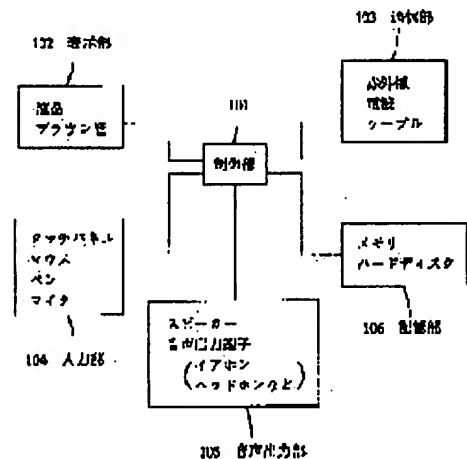 102 表示部
103 通信部
液晶
ブラウン管
赤外線
電波
ケーブル
101
制御部
タッチパネル
マウス
ペン
マイク
メモリ
ハードディスク
スピーカー
音声出力端子
(イアホン
ヘッドホンなど)
104 入力部
106 記憶部
105 音声出力部